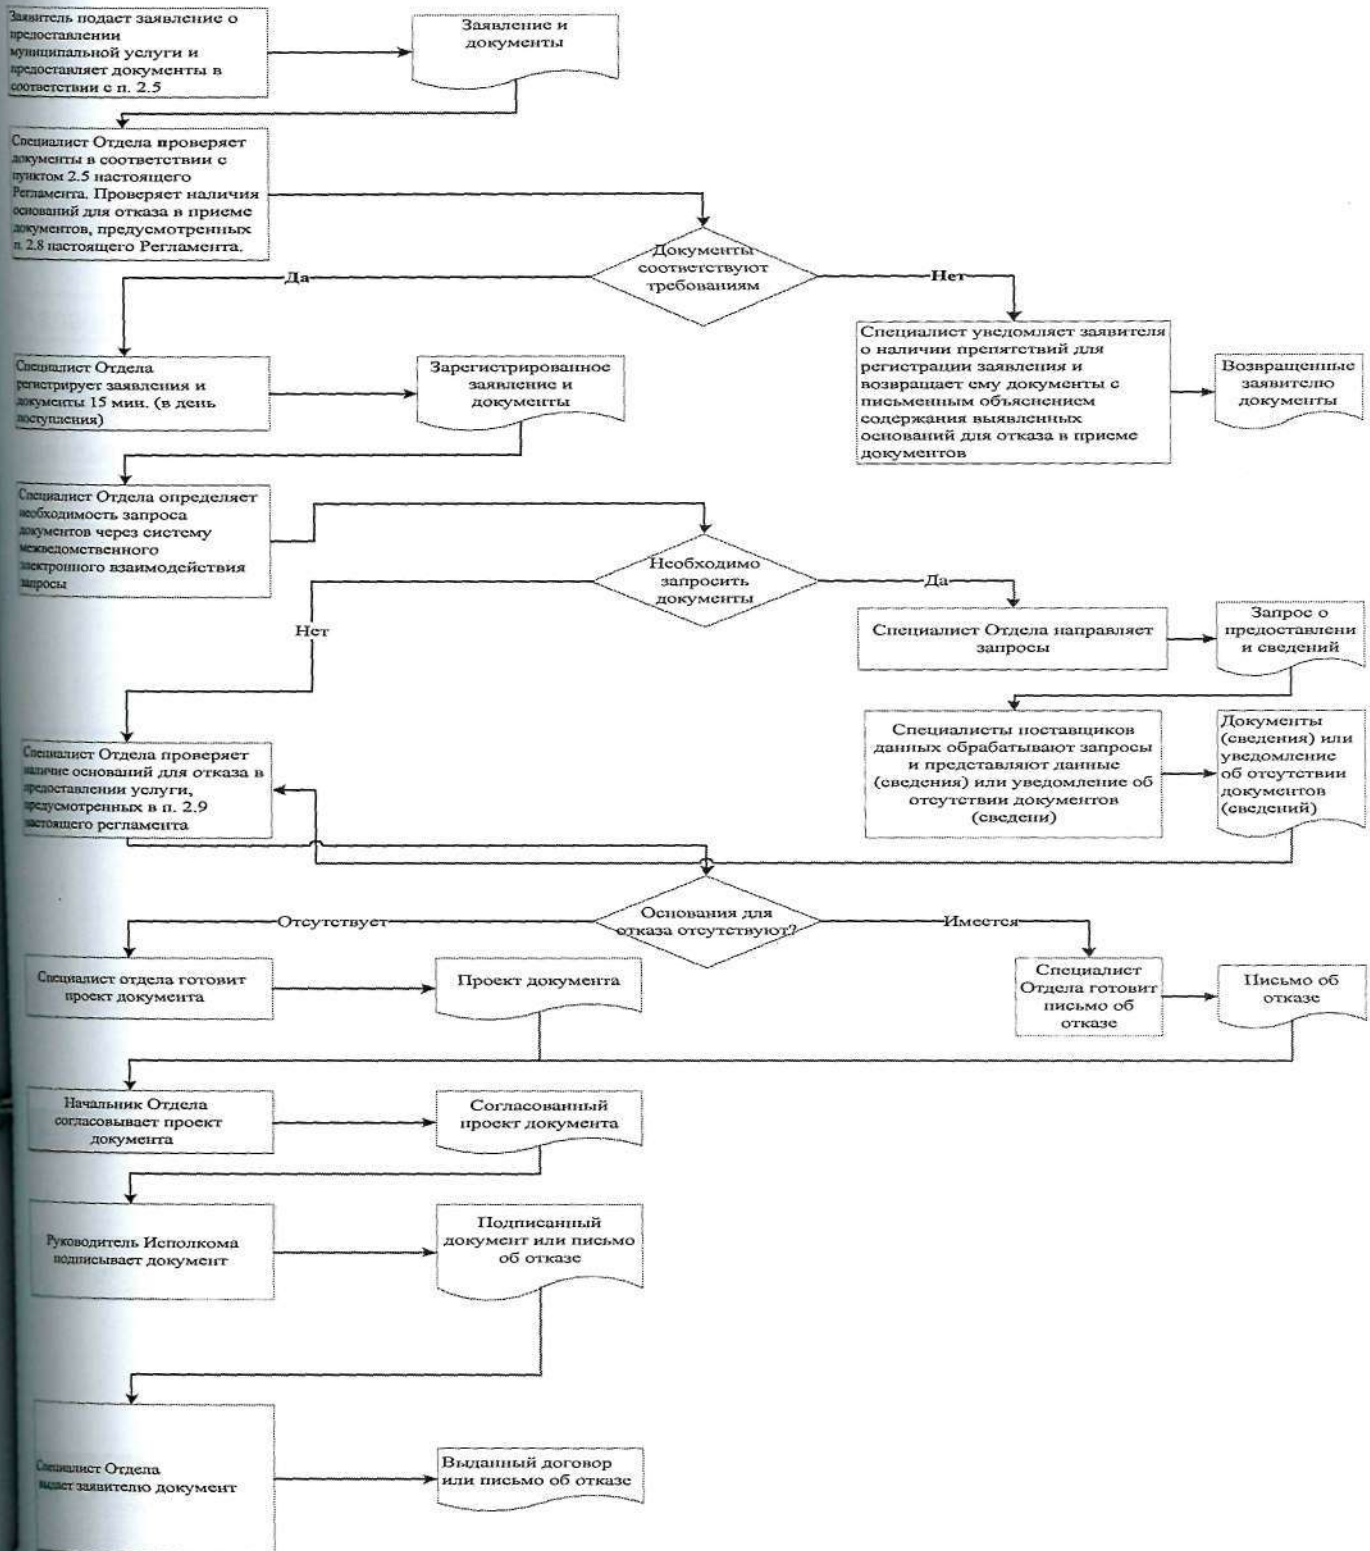 Заявитель подает заявление о
предоставлении
муниципальной услуги и
предоставляет документы в
соответствии с п. 2.5
Заявление и
документы
Специалист Отдела проверяет
документы в соответствии с
пунктом 2.5 настоящего
Регламента. Проверяет наличия
оснований для отказа в приеме
документов, предусмотренных
п. 2.8 настоящего Регламента.
Документы
соответствуют
требованиям
Да
Нет
Специалист Отдела
регистрирует заявления и
документы 15 мин. (в день
поступления)
Зарегистрированное
заявление и
документы
Специалист уведомляет заявителя
о наличии препятствий для
регистрации заявления и
возвращает ему документы с
письменным объяснением
содержания выявленных
оснований для отказа в приеме
документов
Возвращенные
заявителю
документы
Специалист Отдела определяет
необходимость запроса
документов через систему
межведомственного
электронного взаимодействия
запросы
Необходимо
запросить
документы
Да
Нет
Специалист Отдела направляет
запросы
Запрос о
предоставлени
и сведений
Специалисты поставщиков
данных обрабатывают запросы
и представляют данные
(сведения) или уведомление об
отсутствии документов
(сведени)
Документы
(сведения) или
уведомление
об отсутствии
документов
(сведений)
Специалист Отдела проверяет
наличие оснований для отказа в
предоставлении услуги,
предусмотренных в п. 2.9
настоящего регламента
Основания для
отказа отсутствуют?
Отсутствует
Имеется
Специалист отдела готовит
проект документа
Проект документа
Специалист
Отдела готовит
письмо об
отказе
Письмо об
отказе
Начальник Отдела
согласовывает проект
документа
Согласованный
проект документа
Руководитель Исполкома
подписывает документ
Подписанный
документ или письмо
об отказе
Специалист Отдела
выдает заявителю документ
Выданный договор
или письмо об отказе